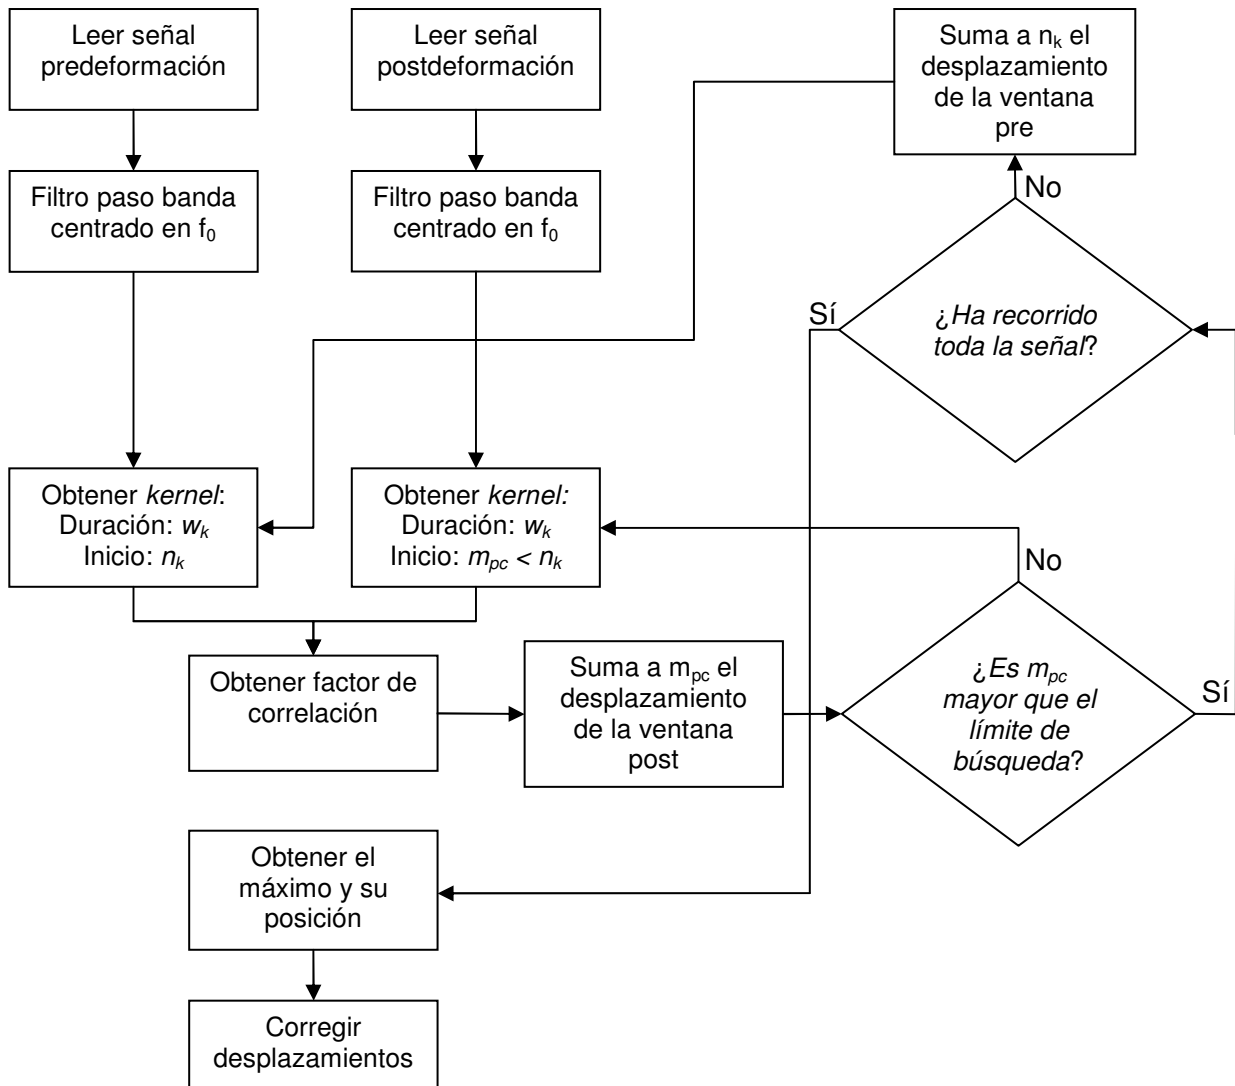 Leer señal
predeformación
Leer señal
postdeformación
Suma a nk el
desplazamiento
de la ventana
pre
Filtro paso banda
centrado en f0
Filtro paso banda
centrado en f0
No
Sí
¿Ha recorrido
toda la señal?
Obtener kernel:
Duración: wk
Inicio: nk
Obtener kernel:
Duración: wk
Inicio: mpc < nk
No
Obtener factor de
correlación
Suma a mpc el
desplazamiento
de la ventana
post
¿Es mpc
mayor que el
límite de
búsqueda?
Sí
Obtener el
máximo y su
posición
Corregir
desplazamientos